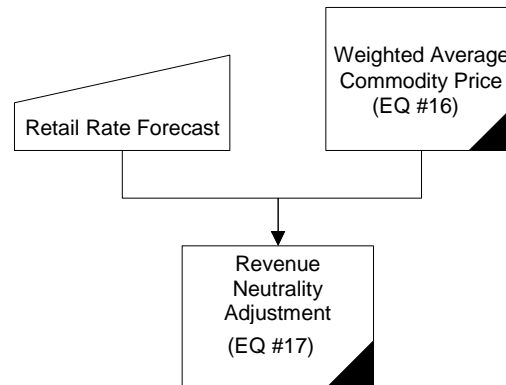 Retail Rate Forecast
Weighted Average
Commodity Price
(EQ #16)
Revenue
Neutrality
Adjustment
(EQ #17)